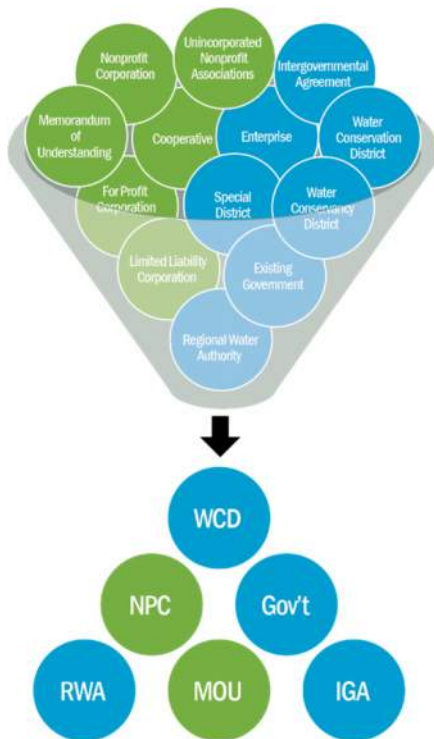 Unincorporated
Nonprofit
Associations
Nonprofit
Corporation
Intergovernmental
Agreement
Memorandum
of
Understanding
Cooperative
Enterprise
Water
Conservation
District
For Profit
Corporation
Special
District
Water
Conservancy
District
Limited Liability
Corporation
Existing
Government
Regional Water
Authority
WCD
NPC
Gov't
RWA
MOU
IGA